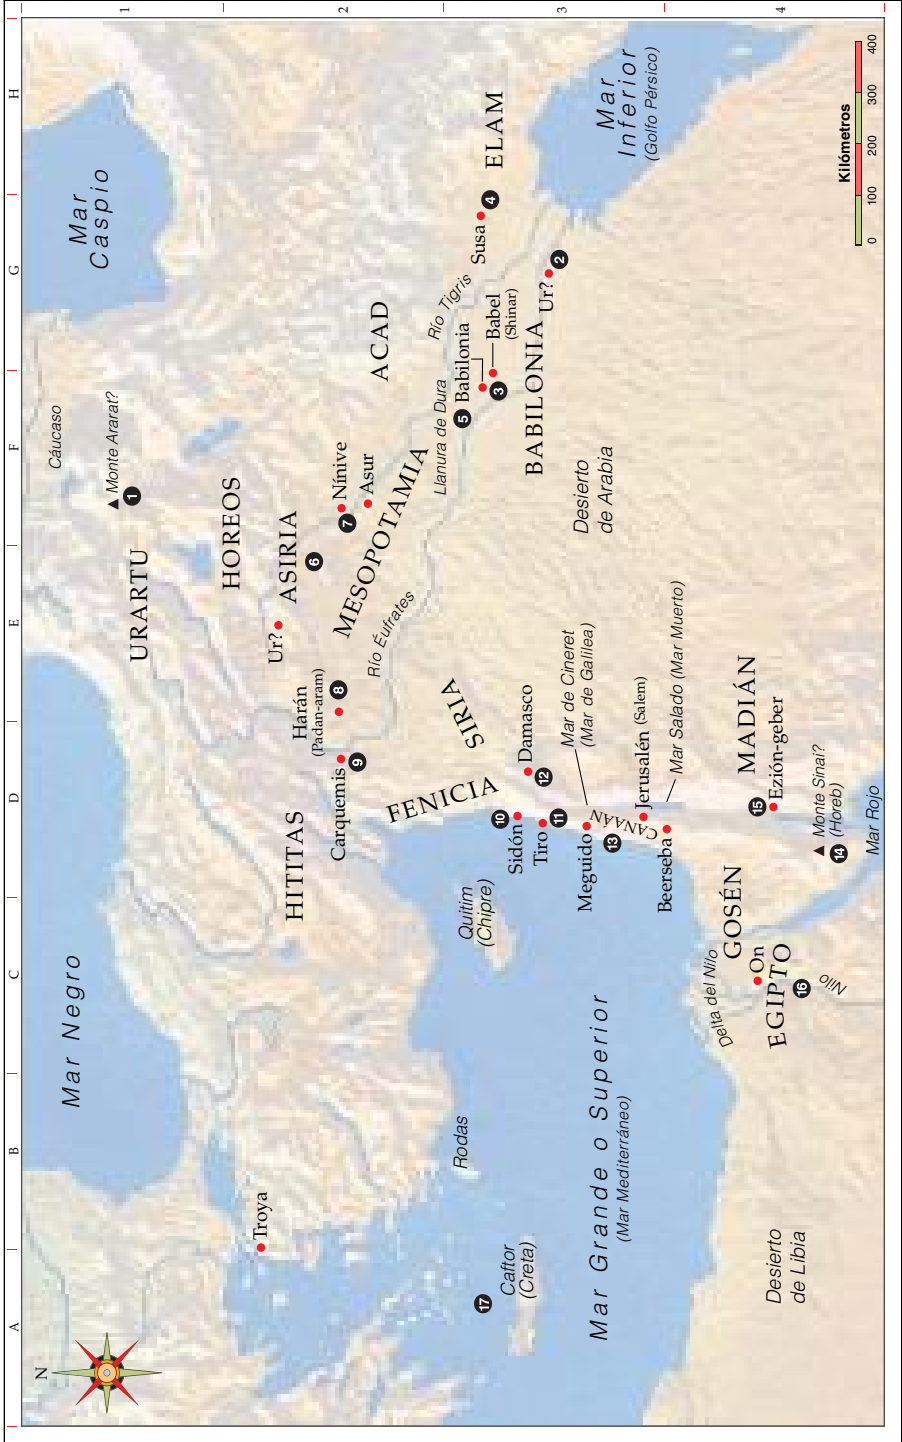 A
B
C
D
E
F
G
H
1
2
3
4
N
Mar Negro
Mar
Caspio
Cáucaso
Monte Ararat?
1
URARTU
HOREOS
ASIRIA
6
Ur?
Troya
HITITAS
Harán
(Padan-aram)
8
Carquemis
9
7
Nínive
Asur
MESOPOTAMIA
ACAD
Río Éufrates
Río Tigris
Llanura de Dura
5
Babilonia
3
Babel
(Shinar)
Susa
4
ELAM
BABILONIA
Ur?
2
Mar
Inferior
(Golfo Pérsico)
Desierto
de Arabia
SIRIA
FENICIA
Damasco
12
10
Sidón
Tiro
11
Meguido
13
CANAÁN
Mar de Cineret
(Mar de Galilea)
Jerusalén (Salem)
Beerseba
Mar Salado (Mar Muerto)
Rodas
Quitim
(Chipre)
17
Caftor
(Creta)
Mar Grande o Superior
(Mar Mediterráneo)
Desierto
de Libia
Delta del Nilo
GOSÉN
On
EGIPTO
16
Nilo
MADIÁN
15
Ezión-geber
Monte Sinai?
(Horeb)
14
Mar Rojo
Kilómetros
0 100 200 300 400